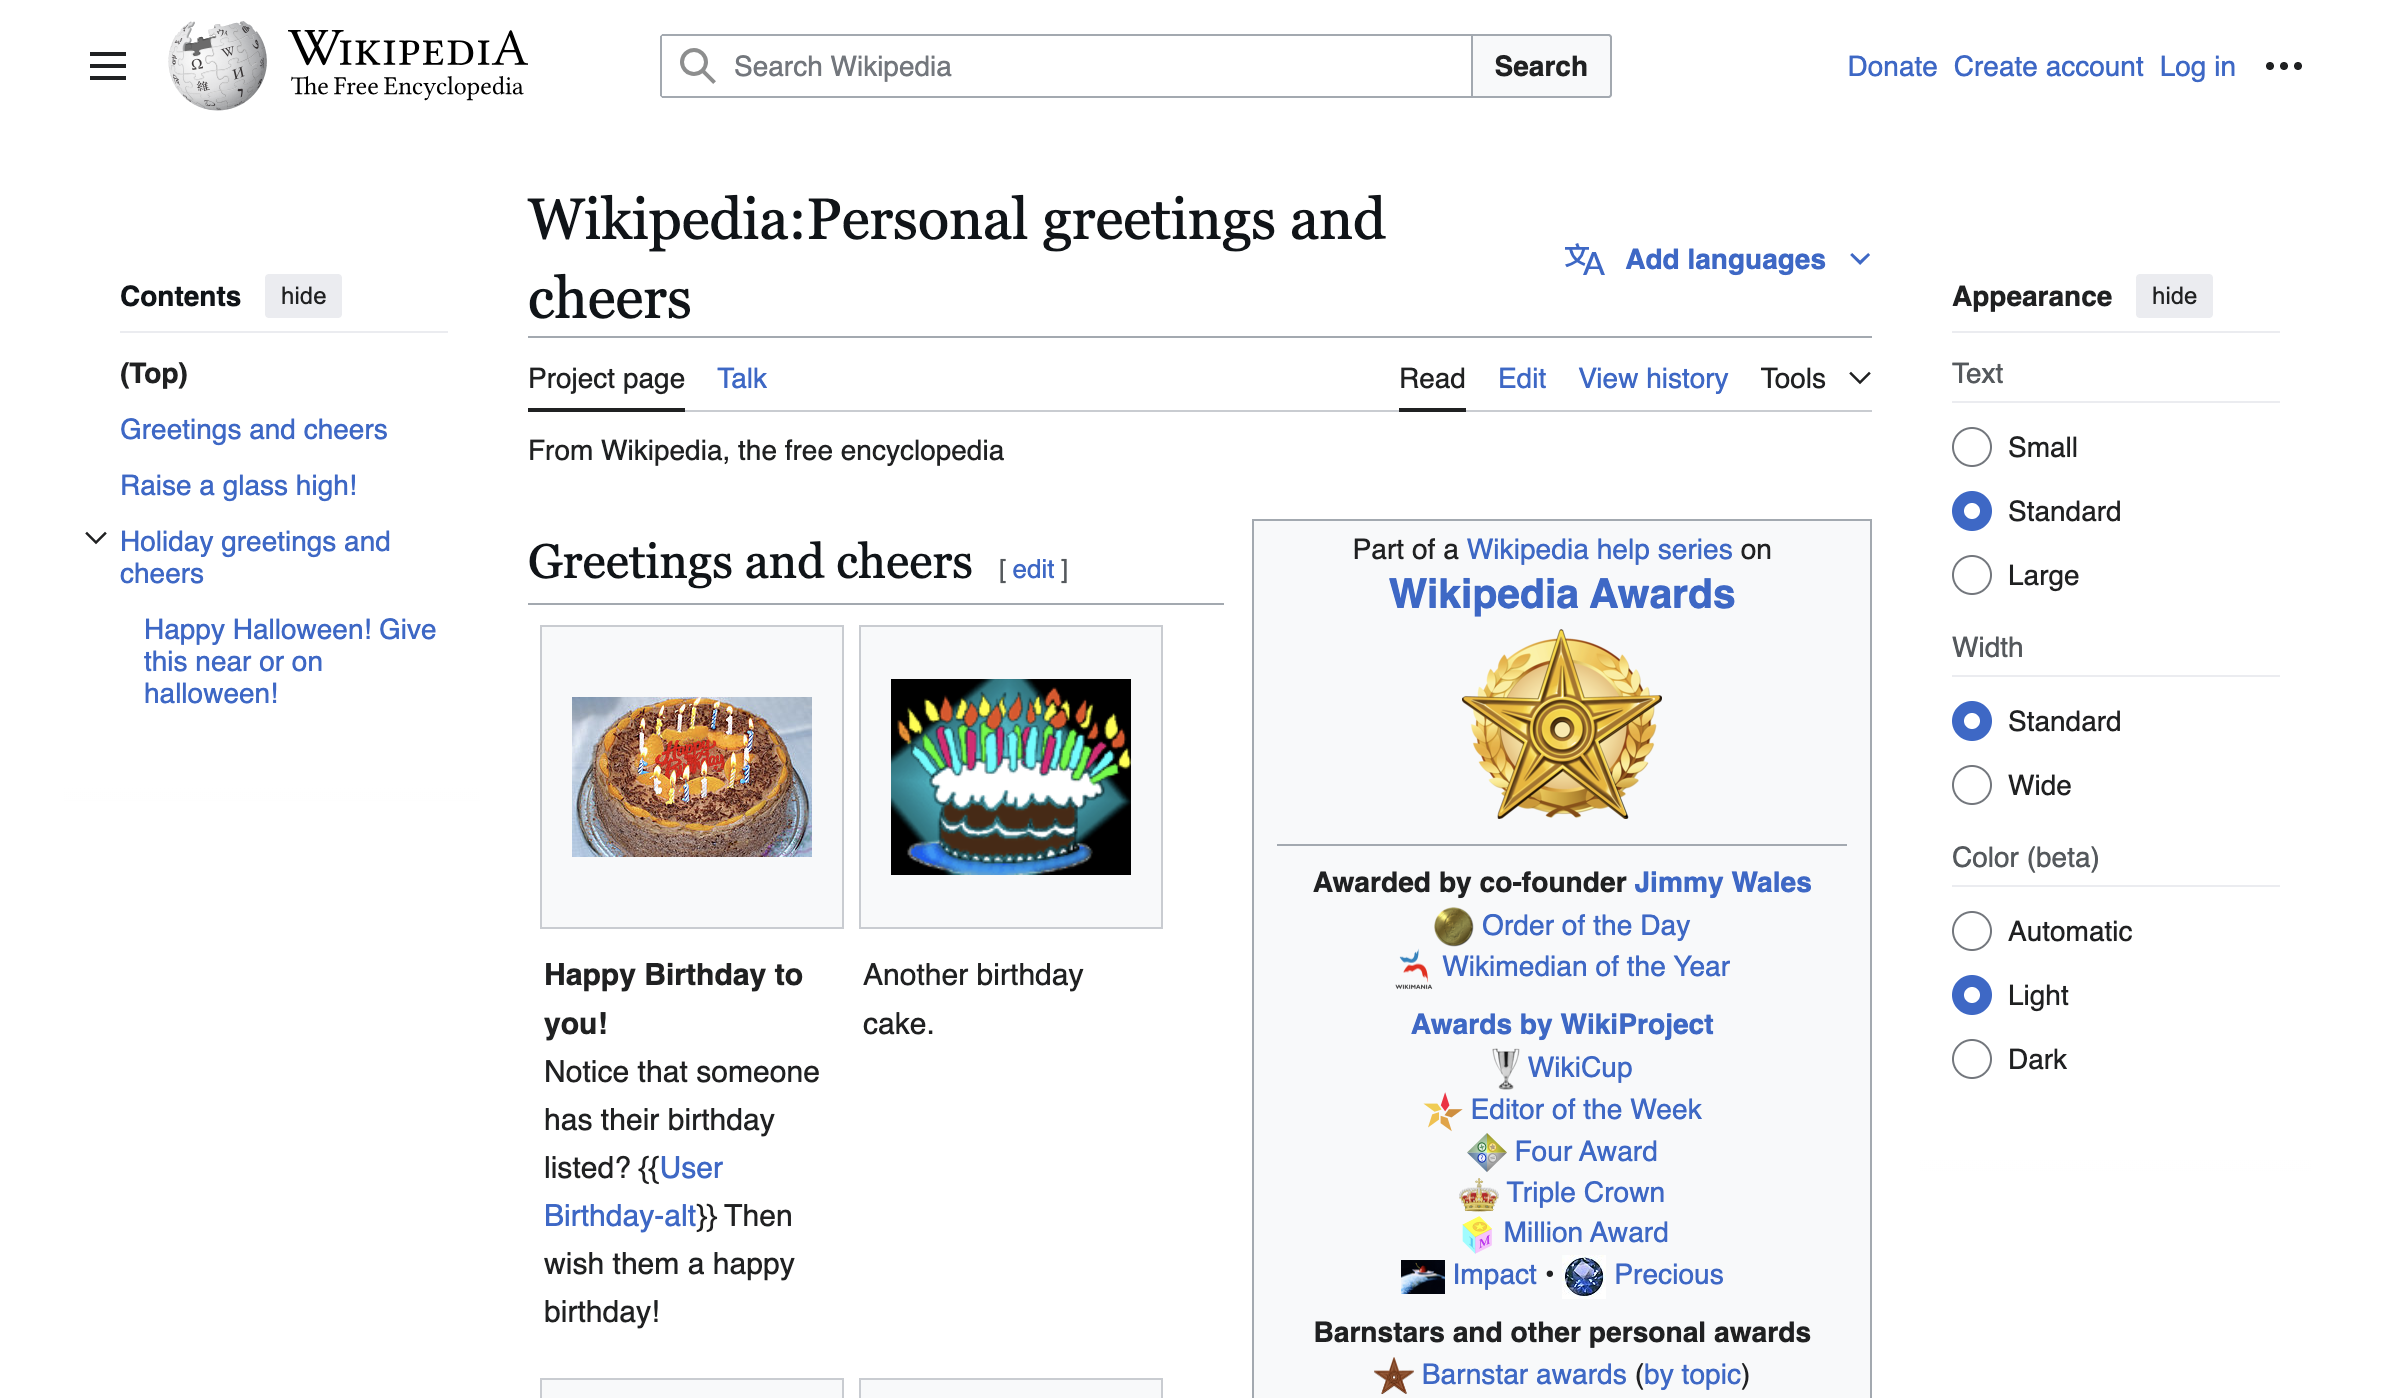 WIKIPEDIA
The Free Encyclopedia
Search Wikipedia
Search
Donate Create account Log in
Contents hide
(Top)
Greetings and cheers
Raise a glass high!
Holiday greetings and
cheers
Happy Halloween! Give
this near or on
halloween!
Wikipedia:Personal greetings and
cheers
Add languages
Project page Talk
Read Edit View history Tools
From Wikipedia, the free encyclopedia
Greetings and cheers [ edit ]
Happy Birthday
Happy Birthday to
you!
Notice that someone
has their birthday
listed? {{User
Birthday-alt}} Then
wish them a happy
birthday!
Another birthday
cake.
Part of a Wikipedia help series on
Wikipedia Awards
Awarded by co-founder Jimmy Wales
Order of the Day
WIKIMANIA
Wikimedian of the Year
Awards by WikiProject
WikiCup
Editor of the Week
Four Award
Triple Crown
Million Award
Impact • Precious
Barnstars and other personal awards
Barnstar awards (by topic)
Appearance hide
Text
Small
Standard
Large
Width
Standard
Wide
Color (beta)
Automatic
Light
Dark